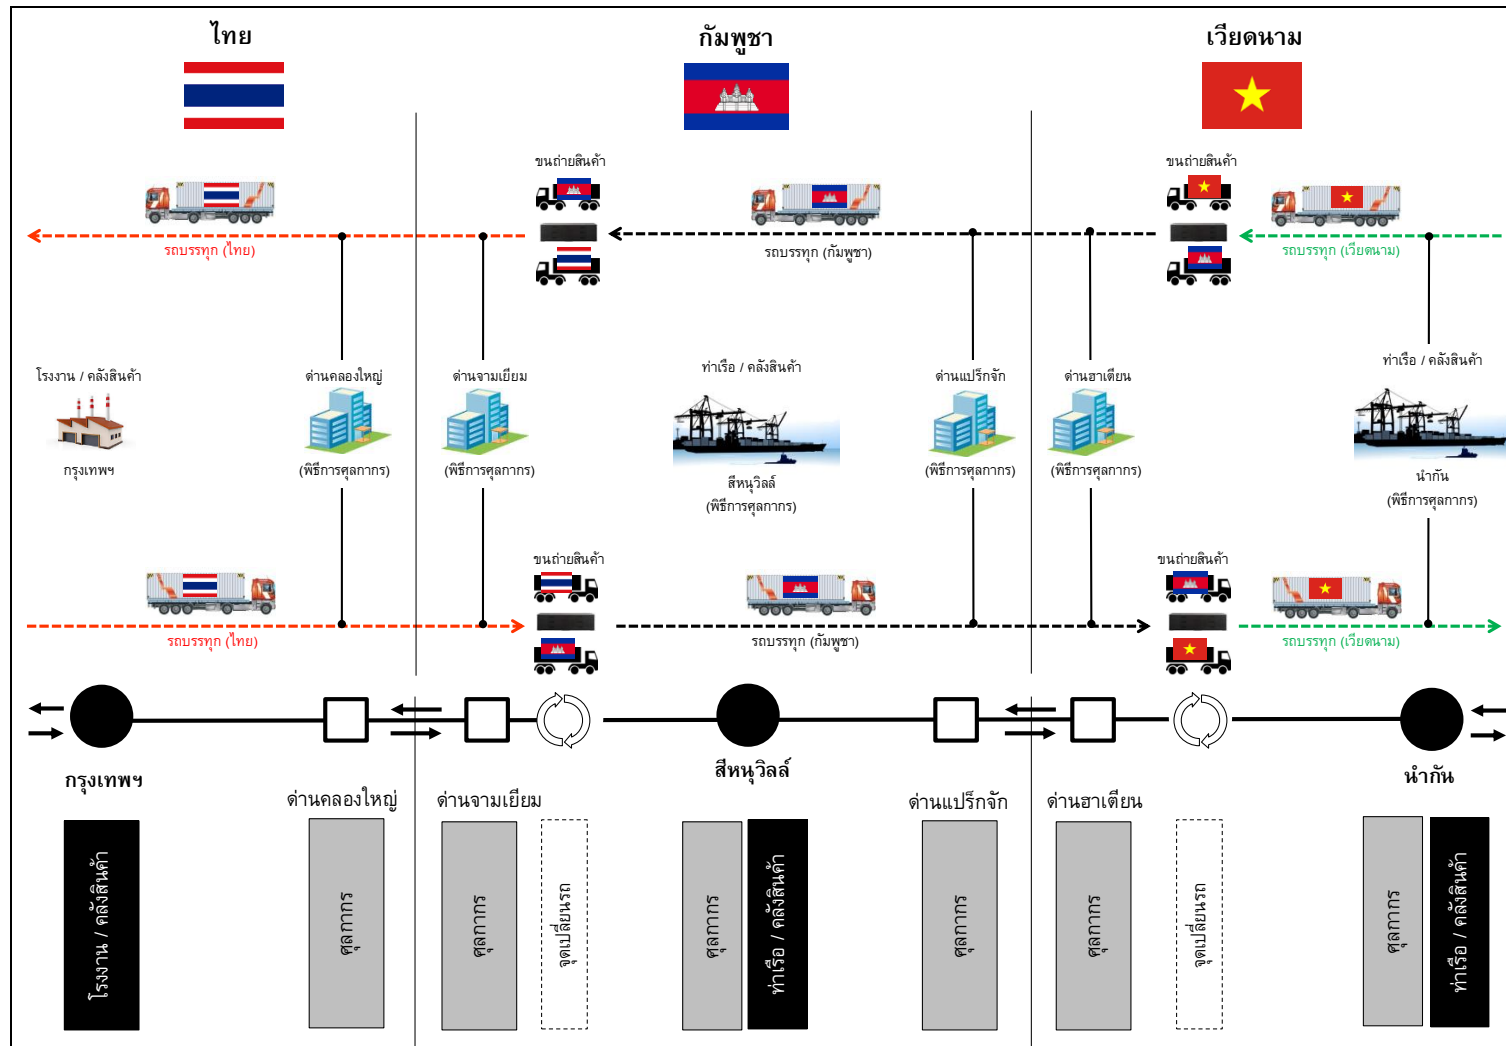 ไทย
กัมพูชา
เวียดนาม
ขนถ่ายสินค้า
ขนถ่ายสินค้า
รถบรรทุก (ไทย)
รถบรรทุก (กัมพูชา)
รถบรรทุก (เวียดนาม)
โรงงาน / คลังสินค้า
ด่านคลองใหญ่
ด่านจามเยียม
ท่าเรือ / คลังสินค้า
ด่านแปร็กจัก
ด่านฮาเตียน
ท่าเรือ / คลังสินค้า
กรุงเทพฯ
(พิธีการศุลกากร)
(พิธีการศุลกากร)
สีหนุวิลล์
(พิธีการศุลกากร)
(พิธีการศุลกากร)
(พิธีการศุลกากร)
นำกัน
(พิธีการศุลกากร)
ขนถ่ายสินค้า
ขนถ่ายสินค้า
รถบรรทุก (ไทย)
รถบรรทุก (กัมพูชา)
รถบรรทุก (เวียดนาม)
กรุงเทพฯ
สีหนุวิลล์
นำกัน
ด่านคลองใหญ่
ด่านจามเยียม
ด่านแปร็กจัก
ด่านฮาเตียน
โรงงาน / คลังสินค้า
ศุลกากร
ศุลกากร
จุดเปลี่ยนรถ
ศุลกากร
ท่าเรือ / คลังสินค้า
ศุลกากร
ศุลกากร
จุดเปลี่ยนรถ
ศุลกากร
ท่าเรือ / คลังสินค้า